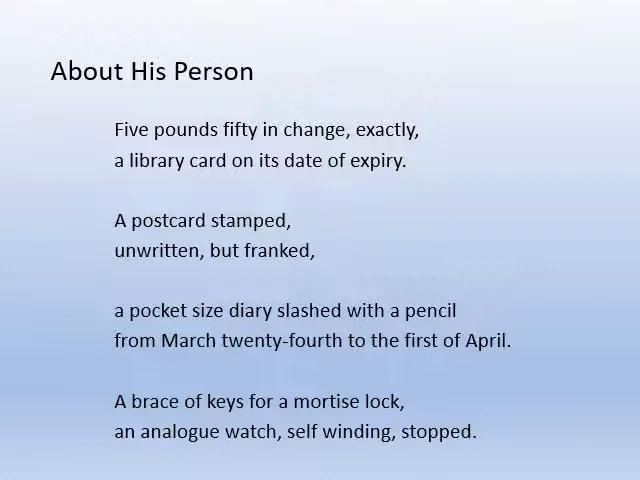 About His Person
Five pounds fifty in change, exactly,
a library card on its date of expiry.
A postcard stamped,
unwritten, but franked,
a pocket size diary slashed with a pencil
from March twenty-fourth to the first of April.
A brace of keys for a mortise lock,
an analogue watch, self winding, stopped.